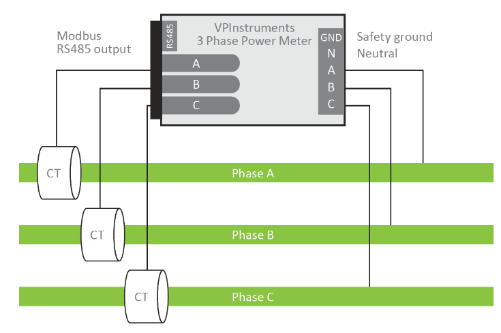 Modbus
RS485 output
RS485
VPInstruments
3 Phase Power Meter
A
B
C
GND
N
A
B
C
Safety ground
Neutral
CT
Phase A
CT
Phase B
CT
Phase C